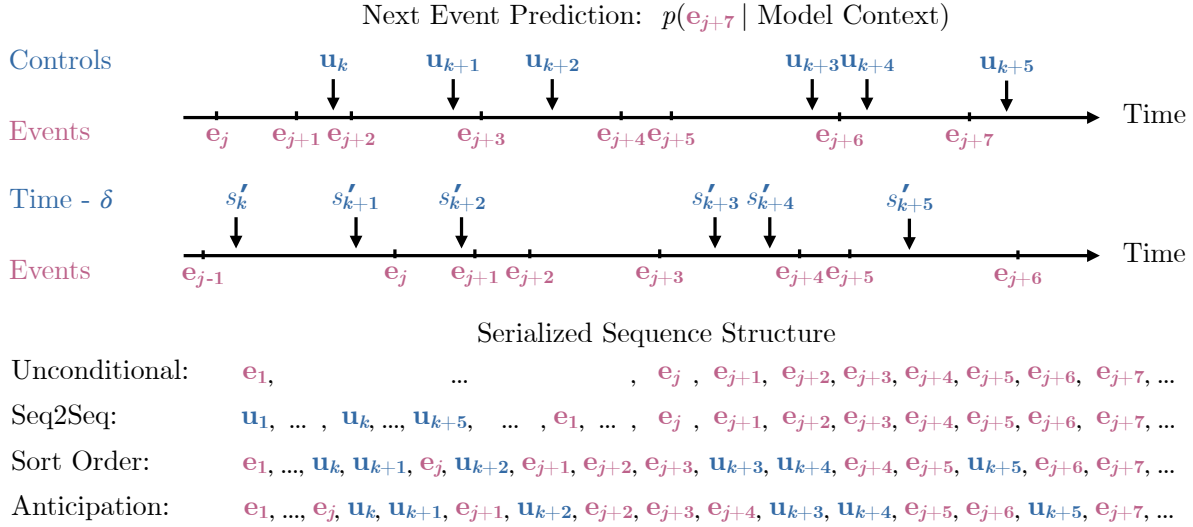 Next Event Prediction: p(e_{j+7} | Model Context)
Controls u_k u_{k+1} u_{k+2} u_{k+3} u_{k+4} u_{k+5}
Time
Events e_j e_{j+1} e_{j+2} e_{j+3} e_{j+4} e_{j+5} e_{j+6} e_{j+7}
Time - δ s′_k s′_{k+1} s′_{k+2} s′_{k+3} s′_{k+4} s′_{k+5}
Time
Events e_{j-1} e_j e_{j+1} e_{j+2} e_{j+3} e_{j+4} e_{j+5} e_{j+6}
Serialized Sequence Structure
Unconditional: e_1, ... , e_j , e_{j+1}, e_{j+2}, e_{j+3}, e_{j+4}, e_{j+5}, e_{j+6}, e_{j+7}, ...
Seq2Seq: u_1, ... , u_k, ..., u_{k+5}, ... , e_1, ... , e_j , e_{j+1}, e_{j+2}, e_{j+3}, e_{j+4}, e_{j+5}, e_{j+6}, e_{j+7}, ...
Sort Order: e_1, ..., u_k, u_{k+1}, e_j, u_{k+2}, e_{j+1}, e_{j+2}, e_{j+3}, u_{k+3}, u_{k+4}, e_{j+4}, e_{j+5}, u_{k+5}, e_{j+6}, e_{j+7}, ...
Anticipation: e_1, ..., e_j, u_k, u_{k+1}, e_{j+1}, u_{k+2}, e_{j+2}, e_{j+3}, e_{j+4}, u_{k+3}, u_{k+4}, e_{j+5}, e_{j+6}, u_{k+5}, e_{j+7}, ...